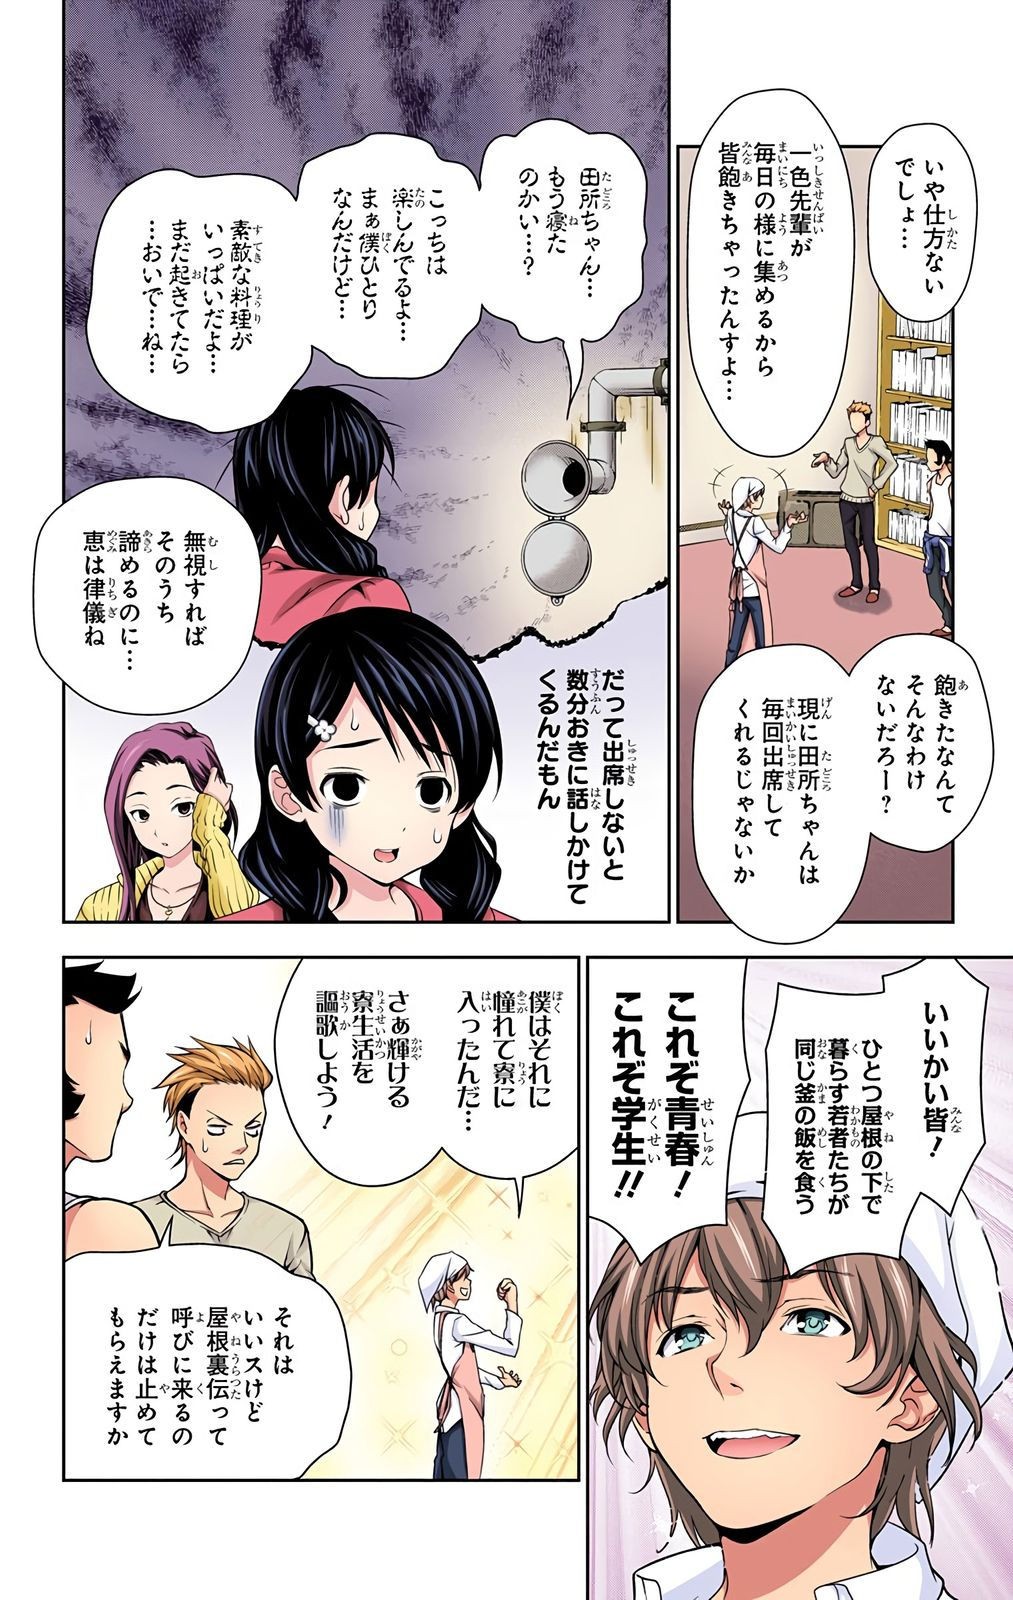 いや仕方ない
でしょ…
一色先輩が
毎日の様に集めるから
皆飽きちゃったんすよ…
飽きたなんて
そんなわけ
ないだろー?
現に田所ちゃんは
毎回出席して
くれるじゃないか
田所ちゃん…
もう寝た
のかい…?
こっちは
楽しんでるよ…
まぁ僕ひとり
なんだけど…
素敵な料理が
いっぱいだよ…
まだ起きてたら
…おいで…ね…
だって出席しないと
数分おきに話しかけて
くるんだもん
無視すれば
そのうち
諦めるのに…
恵は律儀ね
いいかい皆!
ひとつ屋根の下で
暮らす若者たちが
同じ釜の飯を食う
これぞ青春!
これぞ学生!!
僕はそれに
憧れて寮に
入ったんだ…
さぁ輝ける
寮生活を
謳歌しよう!
それは
いいスけど
屋根裏伝って
呼びに来るの
だけは止めて
もらえますか